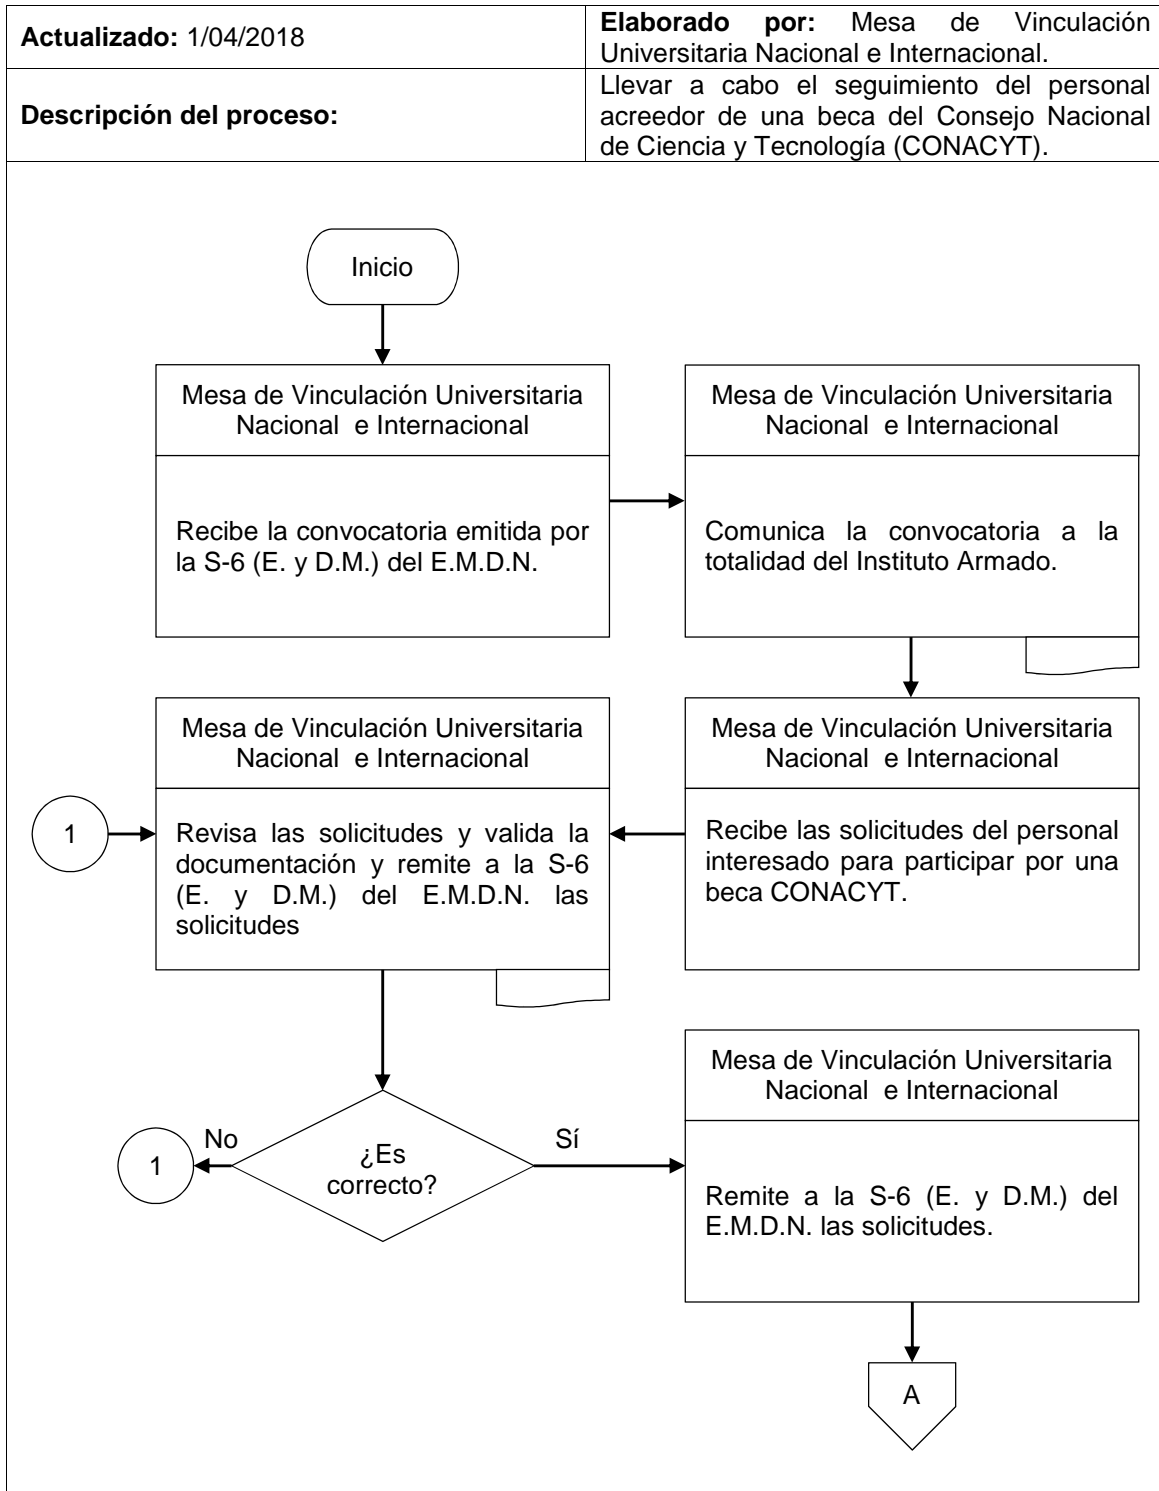 Actualizado: 1/04/2018
Elaborado por: Mesa de Vinculación
Universitaria Nacional e Internacional.
Descripción del proceso:
Llevar a cabo el seguimiento del personal
acreedor de una beca del Consejo Nacional
de Ciencia y Tecnología (CONACYT).
Inicio
Mesa de Vinculación Universitaria
Nacional e Internacional
Recibe la convocatoria emitida por
la S-6 (E. y D.M.) del E.M.D.N.
Mesa de Vinculación Universitaria
Nacional e Internacional
Comunica la convocatoria a la
totalidad del Instituto Armado.
Mesa de Vinculación Universitaria
Nacional e Internacional
Recibe las solicitudes del personal
interesado para participar por una
beca CONACYT.
Mesa de Vinculación Universitaria
Nacional e Internacional
1
Revisa las solicitudes y valida la
documentación y remite a la S-6
(E. y D.M.) del E.M.D.N. las
solicitudes
¿Es
correcto?
No
1
Sí
Mesa de Vinculación Universitaria
Nacional e Internacional
Remite a la S-6 (E. y D.M.) del
E.M.D.N. las solicitudes.
A